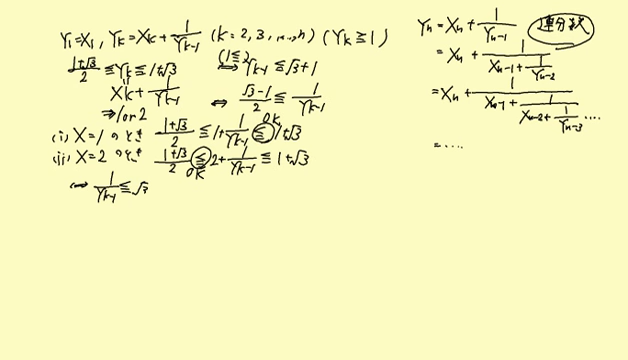 Y₁=X₁, Yₖ=Xₖ+1/Yₖ₋₁ (k=2,3,....,n) (Yₖ≧1)
(1+√3)/2≦Yₖ≦1+√3
Xₖ+1/Yₖ₋₁
⇒1or2
(1≦)
⇔Yₖ₋₁≦√3+1
⇔(√3-1)/2≦1/Yₖ₋₁
(i) X=1のとき (1+√3)/2≦1+1/Yₖ₋₁≦1+√3
OK
(ii) X=2のとき (1+√3)/2≦2+1/Yₖ₋₁≦1+√3
OK
⇔1/Yₖ₋₁≦√3
Yₙ=Xₙ+1/Yₙ₋₁ 連分数
=Xₙ+1/(Xₙ₋₁+1/Yₙ₋₂)
=Xₙ+1/(Xₙ₋₁+1/(Xₙ₋₂+1/Yₙ₋₃....
=....